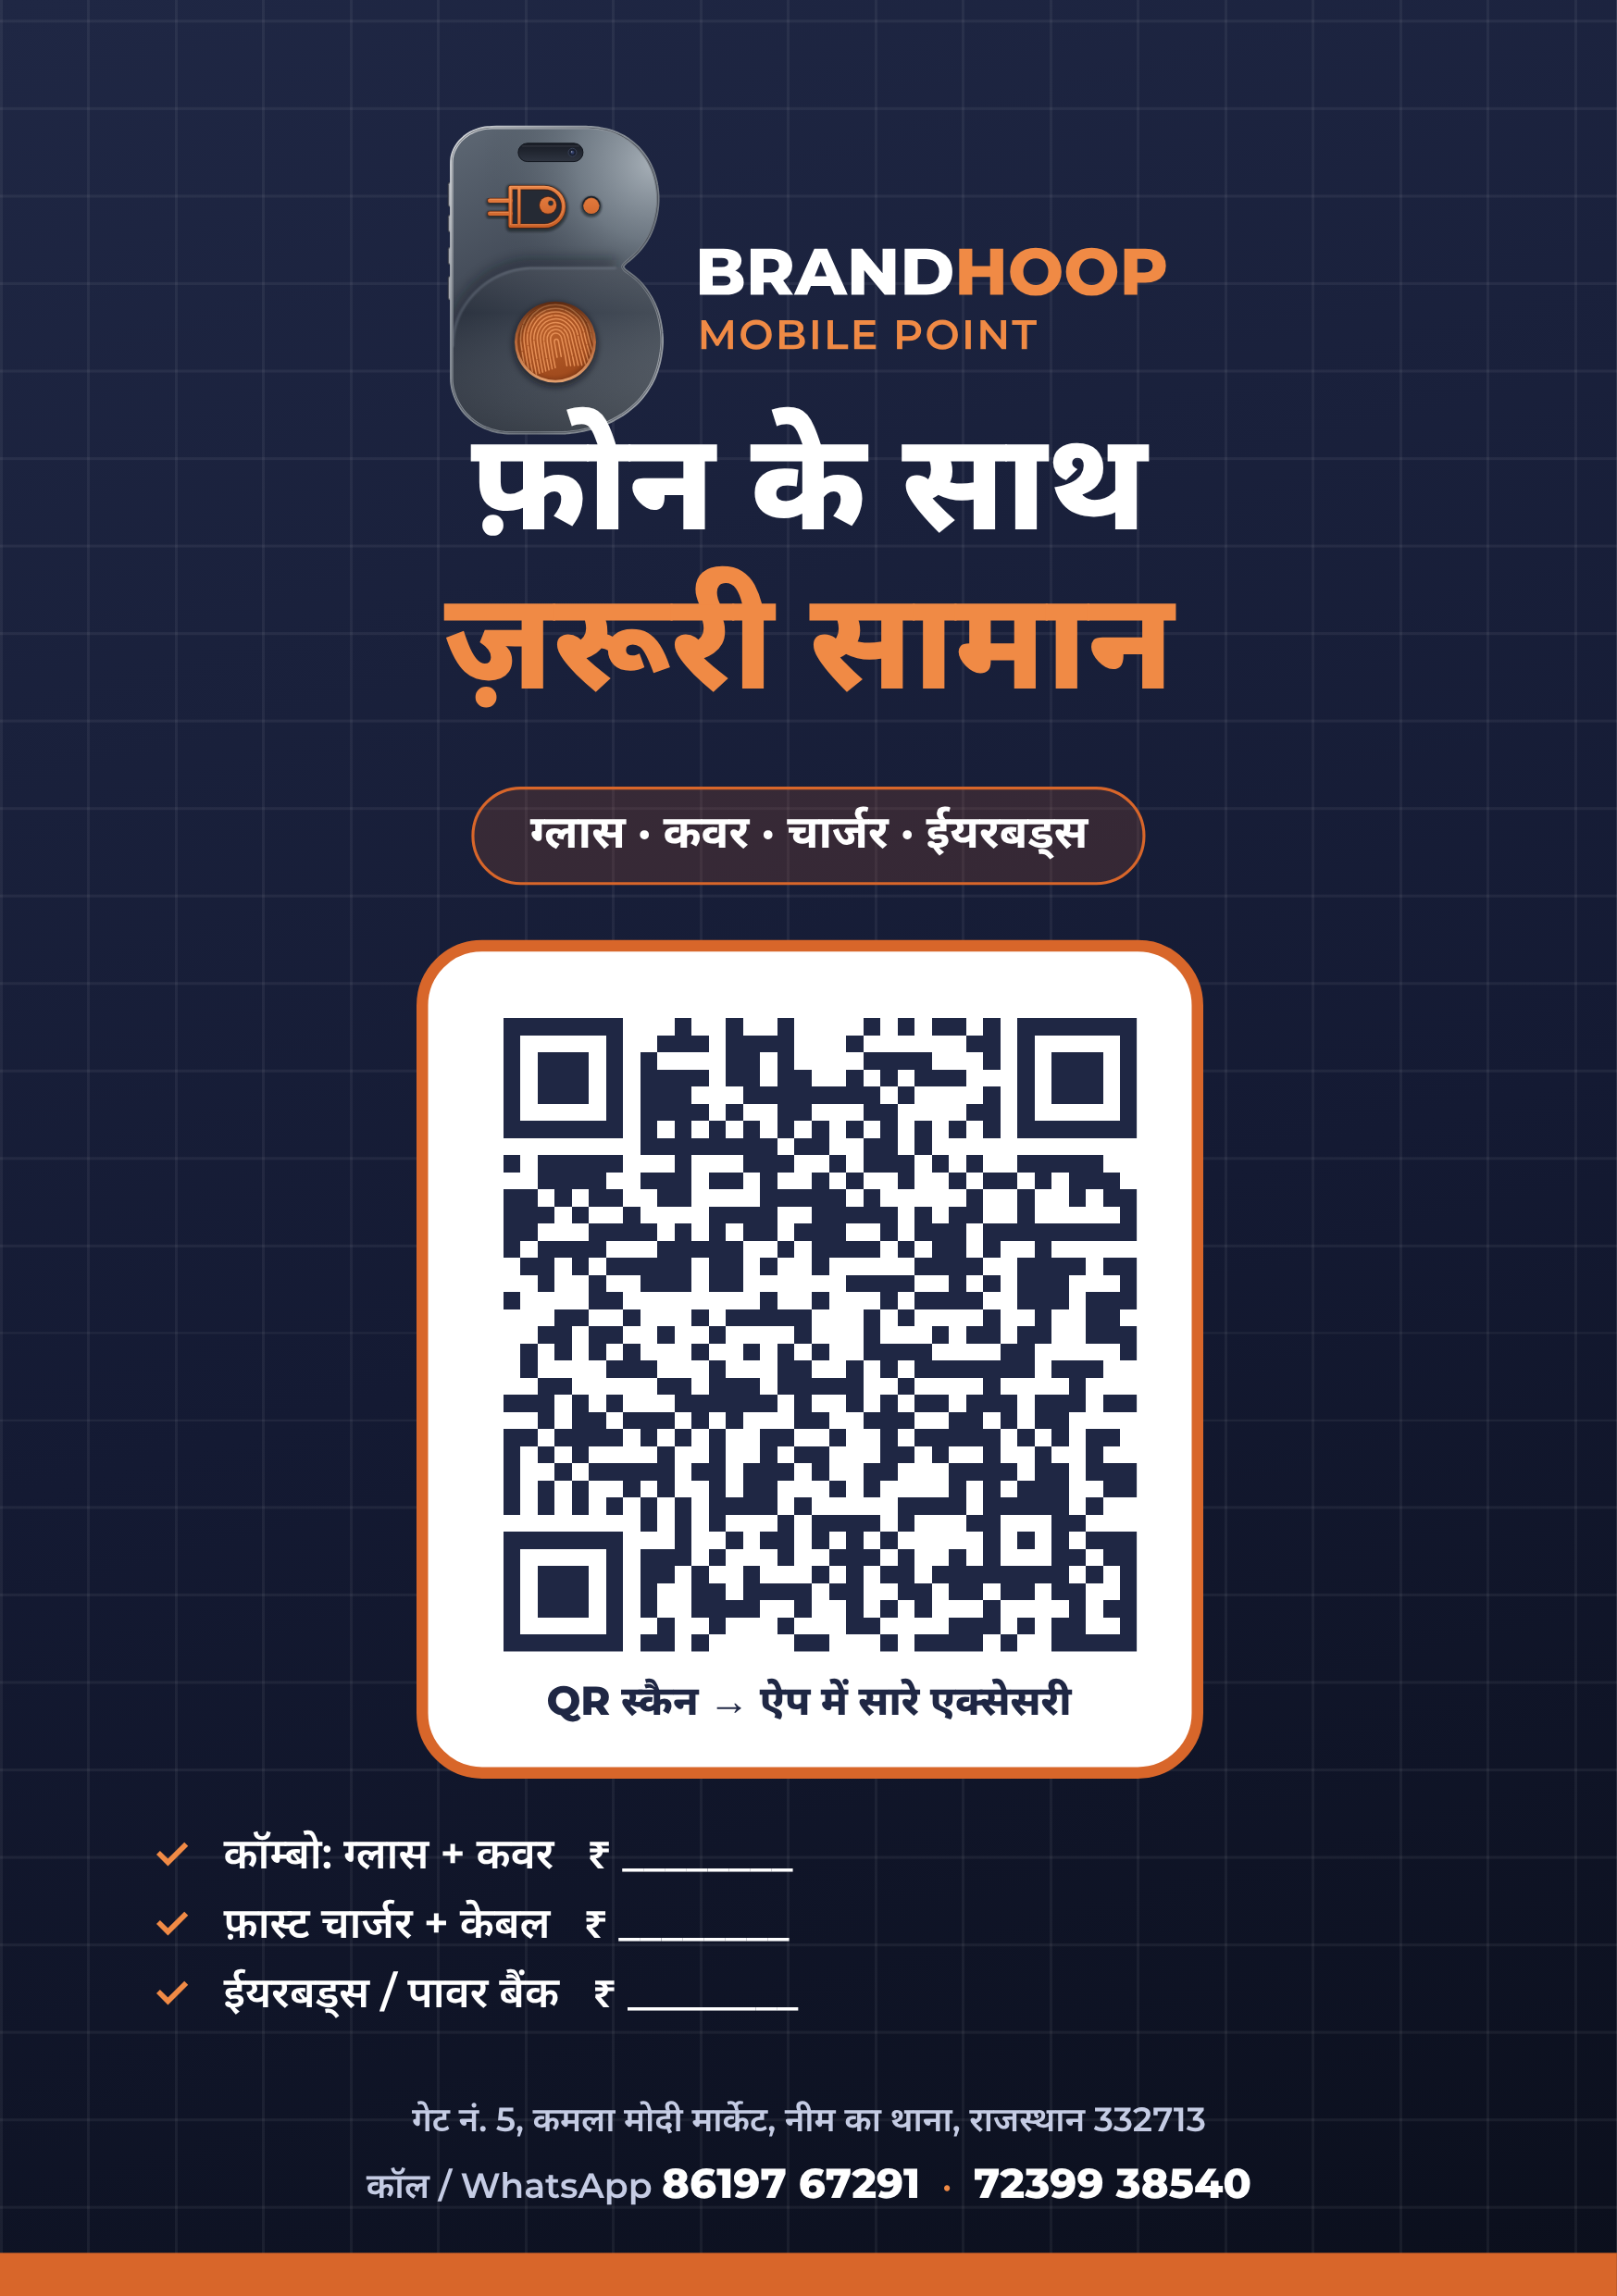 BRANDHOOP
MOBILE POINT
फ़ोन के साथ
ज़रूरी सामान
ग्लास · कवर · चार्जर · ईयरबड्स
QR स्कैन → ऐप में सारे एक्सेसरी
कॉम्बो: ग्लास + कवर ₹ ________
फ़ास्ट चार्जर + केबल ₹ ________
ईयरबड्स / पावर बैंक ₹ ________
गेट नं. 5, कमला मोदी मार्केट, नीम का थाना, राजस्थान 332713
कॉल / WhatsApp 86197 67291 · 72399 38540